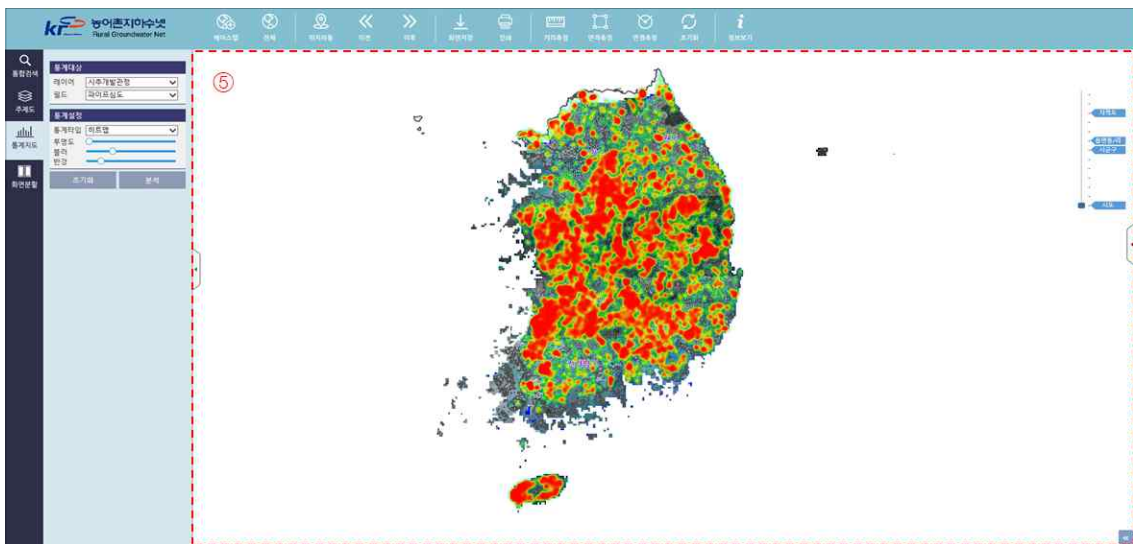 농어촌지하수넷
Rural Groundwater Net
베이스맵
전체
위치이동
이전
이후
화면저장
인쇄
거리측정
면적측정
반경측정
초기화
정보보기
통합검색
주제도
통계지도
화면분할
통계대상
레이어 시추개발관정
필드 파이프심도
통계설정
통계타입 히트맵
투명도
블러
반경
초기화 분석
⑤
지적도
읍면동/리
시군구
시도